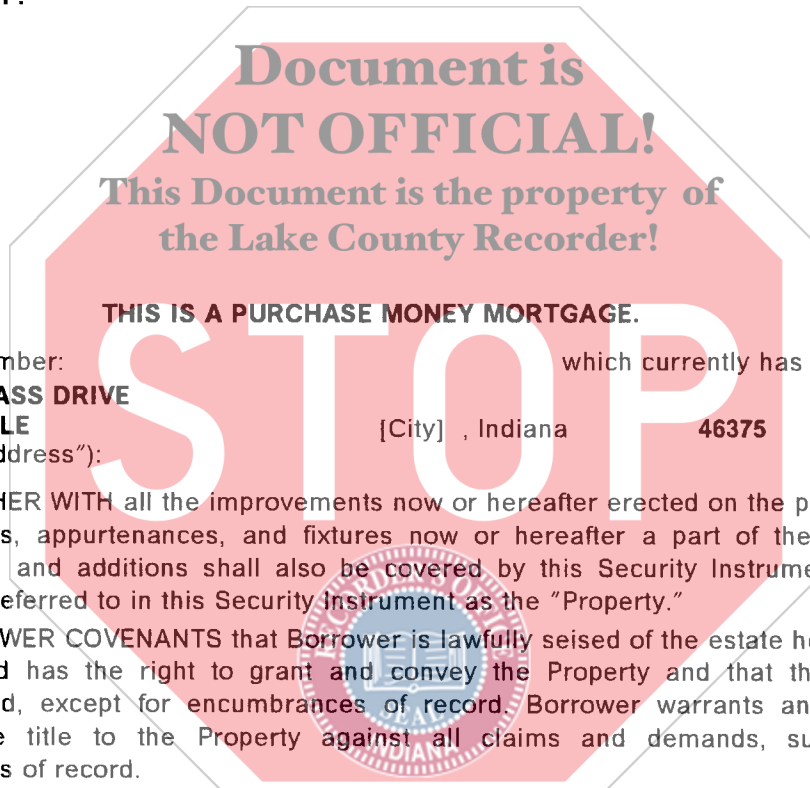 Document is
NOT OFFICIAL!
This Document is the property of
the Lake County Recorder!
THIS IS A PURCHASE MONEY MORTGAGE.
mber: which currently has
ASS DRIVE
LE [City] , Indiana 46375
ddress"):
HER WITH all the improvements now or hereafter erected on the p
s, appurtenances, and fixtures now or hereafter a part of the
and additions shall also be covered by this Security Instrume
eferred to in this Security Instrument as the "Property."
WER COVENANTS that Borrower is lawfully seised of the estate he
d has the right to grant and convey the Property and that th
d, except for encumbrances of record. Borrower warrants an
e title to the Property against all claims and demands, su
s of record.
STOP
RECORDER'S OFFICE
SEAL
INDIANA